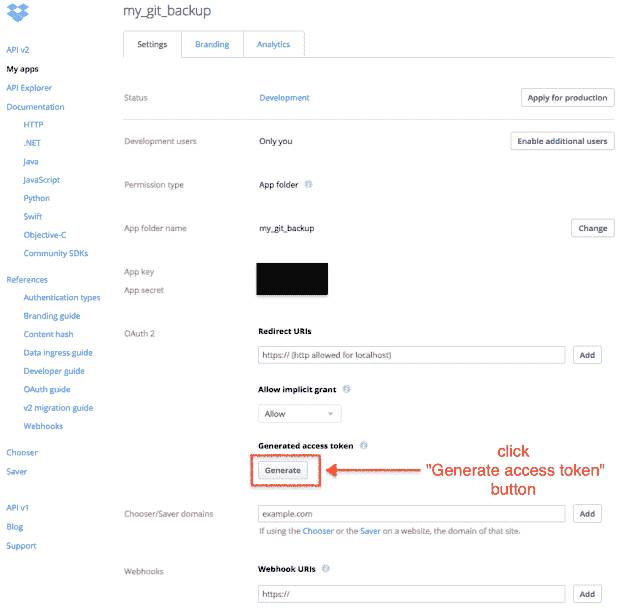 my_git_backup
Settings
Branding
Analytics
API v2
My apps
API Explorer
Documentation
HTTP
.NET
Java
JavaScript
Python
Swift
Objective-C
Community SDKs
References
Authentication types
Branding guide
Content hash
Data ingress guide
Developer guide
OAuth guide
v2 migration guide
Webhooks
Chooser
Saver
API v1
Blog
Support
Status
Development
Apply for production
Development users
Only you
Enable additional users
Permission type
App folder
App folder name
my_git_backup
Change
App key
App secret
OAuth 2
Redirect URIs
https:// (http allowed for localhost)
Add
Allow implicit grant
Allow
Generated access token
Generate
click
"Generate access token"
button
Chooser/Saver domains
example.com
Add
If using the Chooser or the Saver on a website, the domain of that site.
Webhooks
Webhook URIs
https://
Add